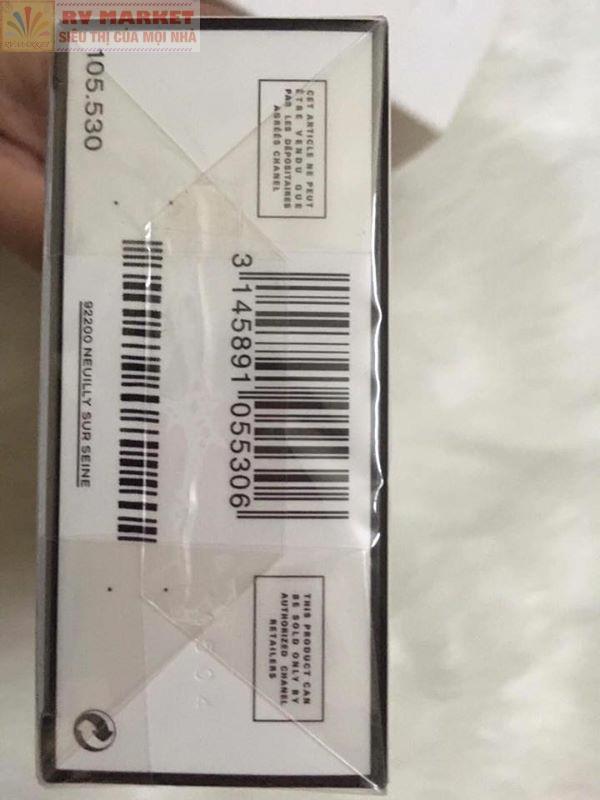 RV MARKET
SIÊU THỊ CỦA MỌI NHÀ
RV MARKET
105.530
CET ARTICLE NE PEUT
ÊTRE VENDU QUE
PAR LES DÉPOSITAIRES
AGRÉÉS CHANEL
3 145891 055306
92200 NEUILLY SUR SEINE
THIS PRODUCT CAN
BE SOLD ONLY BY
AUTHORIZED CHANEL
RETAILERS